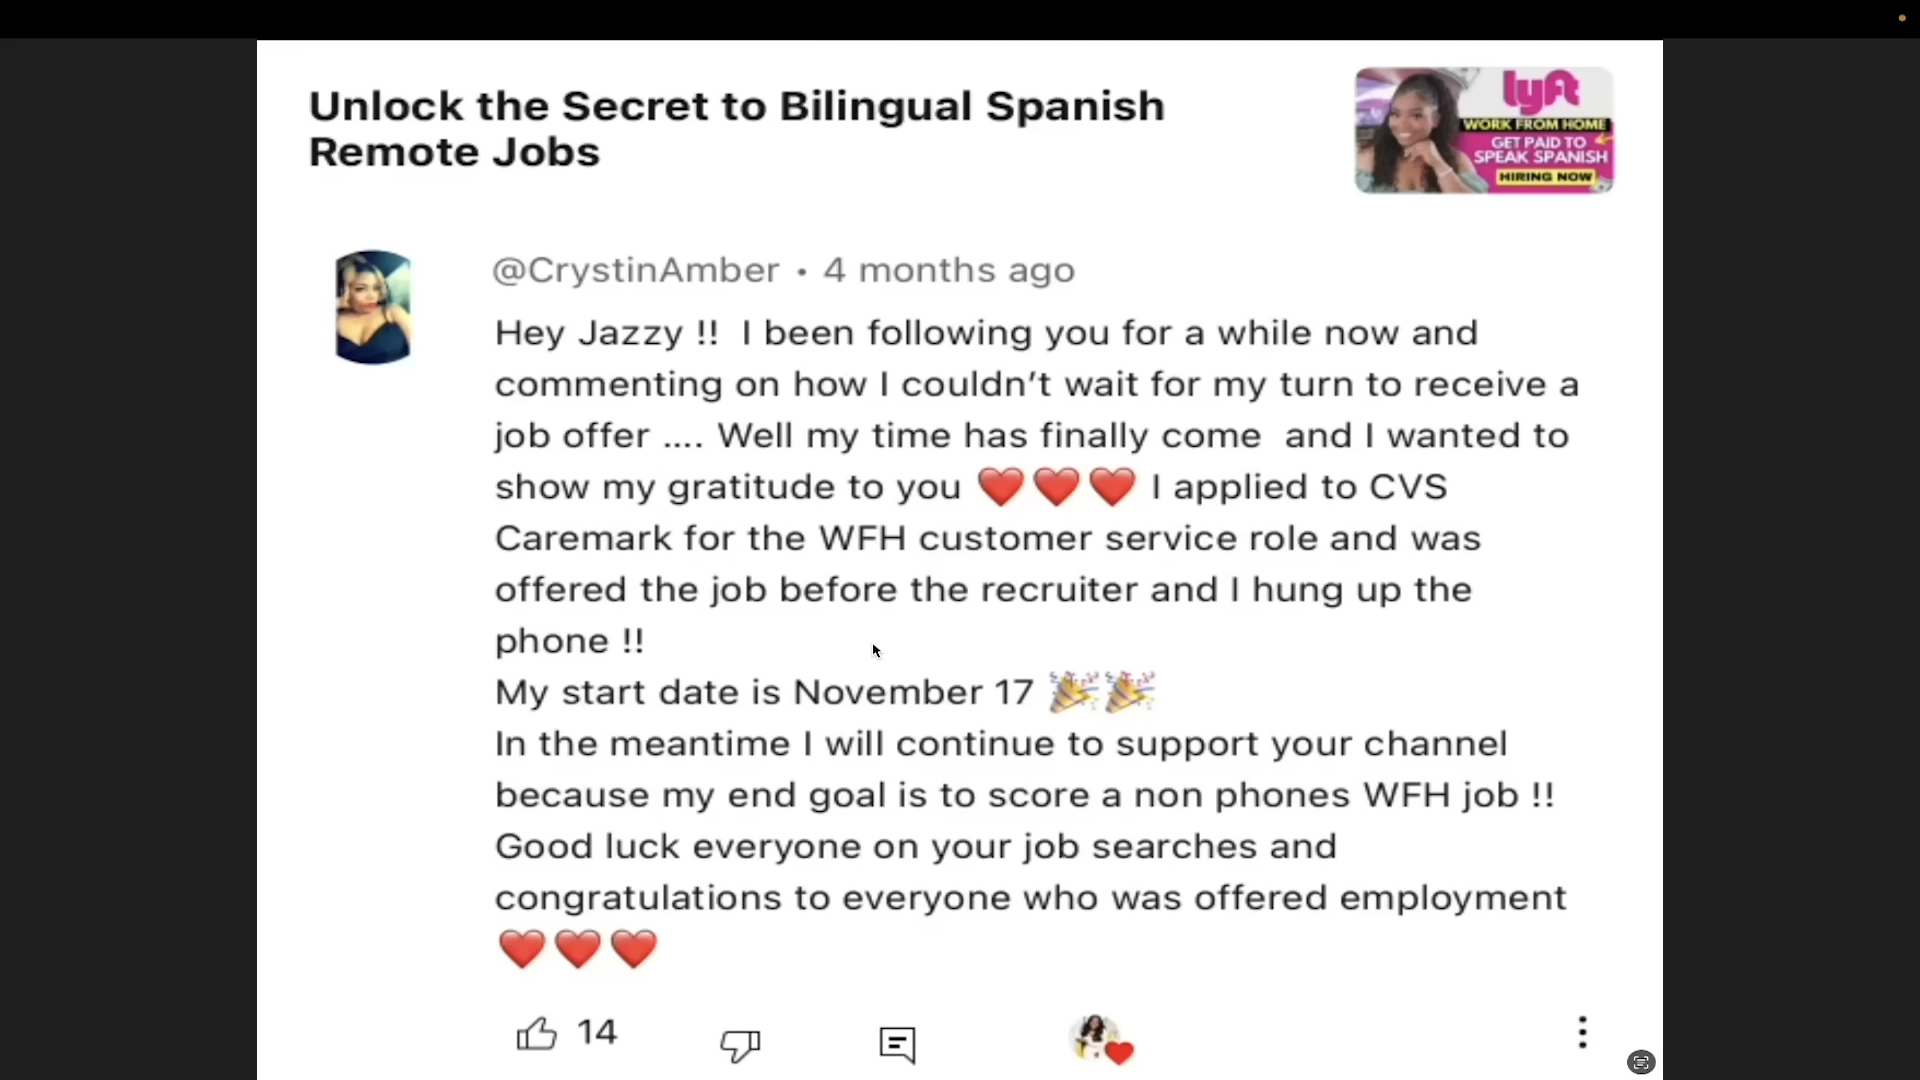 Unlock the Secret to Bilingual Spanish
Remote Jobs
lyft
WORK FROM HOME
GET PAID TO
SPEAK SPANISH
HIRING NOW
@CrystinAmber • 4 months ago
Hey Jazzy !!  I been following you for a while now and
commenting on how I couldn’t wait for my turn to receive a
job offer .... Well my time has finally come  and I wanted to
show my gratitude to you ❤️❤️❤️ I applied to CVS
Caremark for the WFH customer service role and was
offered the job before the recruiter and I hung up the
phone !!
My start date is November 17 🎉🎉
In the meantime I will continue to support your channel
because my end goal is to score a non phones WFH job !!
Good luck everyone on your job searches and
congratulations to everyone who was offered employment
❤️❤️❤️
14